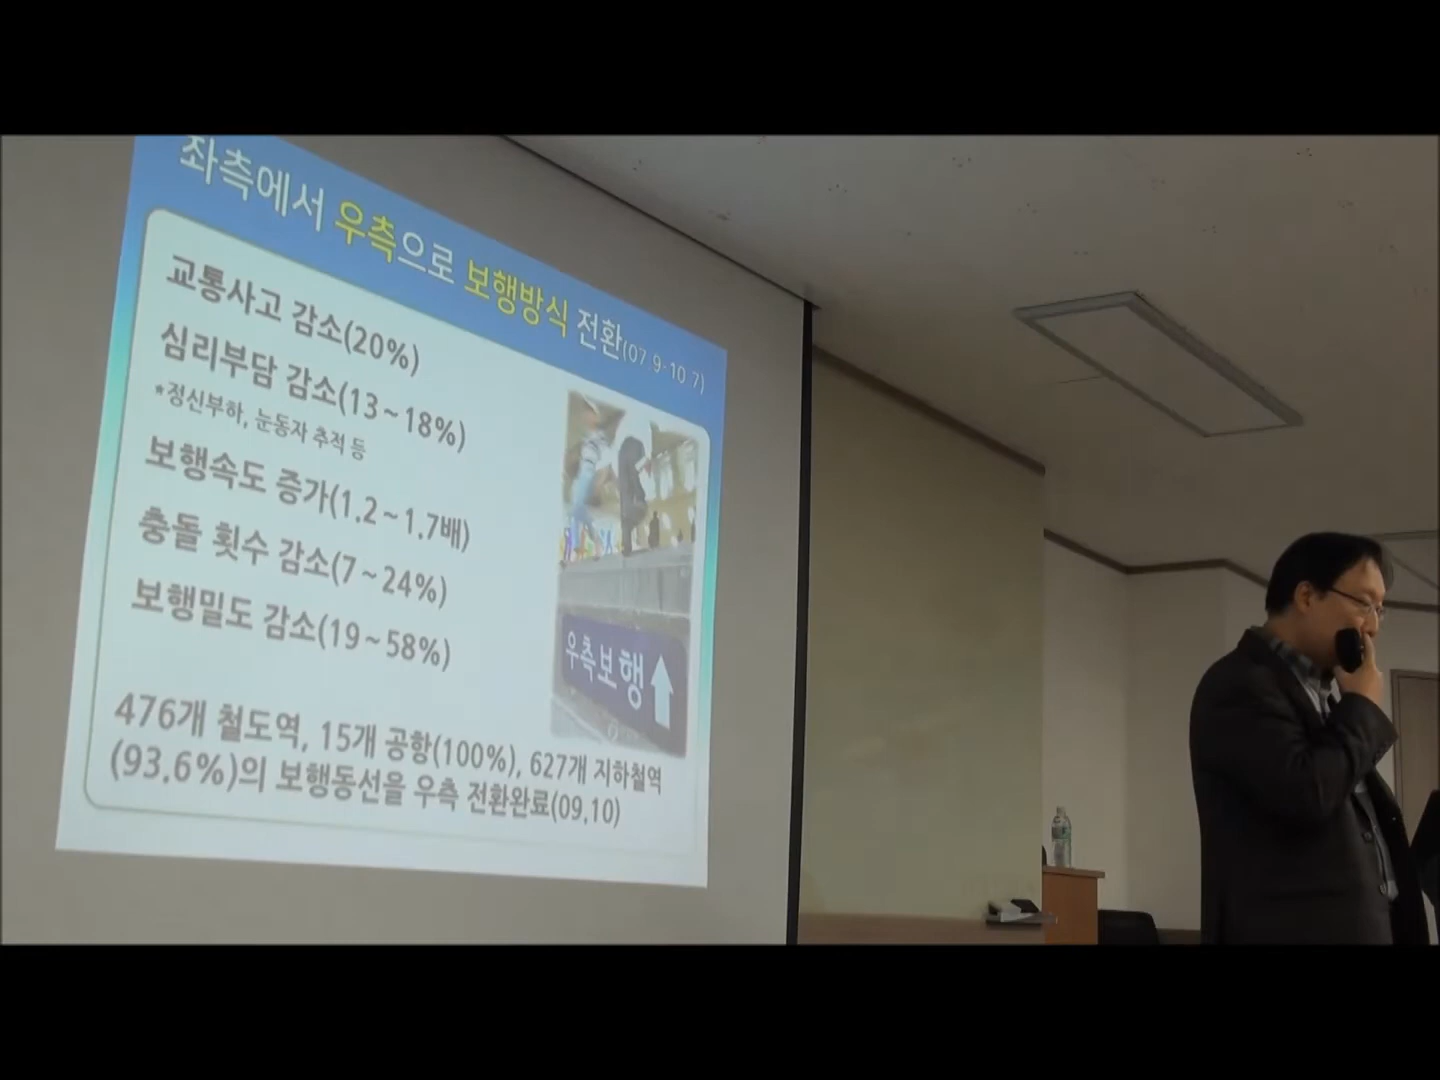 좌측에서 우측으로 보행방식 전환(07.9-10.7)
교통사고 감소(20%)
심리부담 감소(13~18%)
*정신부하, 눈동자 추적 등
보행속도 증가(1.2~1.7배)
충돌 횟수 감소(7~24%)
보행밀도 감소(19~58%)
우측보행
476개 철도역, 15개 공항(100%), 627개 지하철역
(93.6%)의 보행동선을 우측 전환완료(09.10)